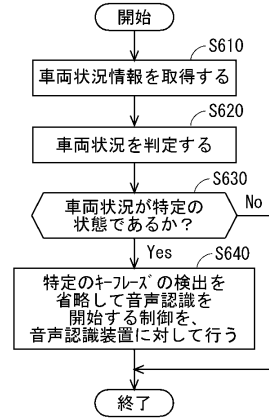 開始
S610
車両状況情報を取得する
S620
車両状況を判定する
S630
車両状況が特定の
状態であるか？
No
Yes
S640
特定のｷｰﾌﾚｰｽﾞの検出を
省略して音声認識を
開始する制御を、
音声認識装置に対して行う
終了